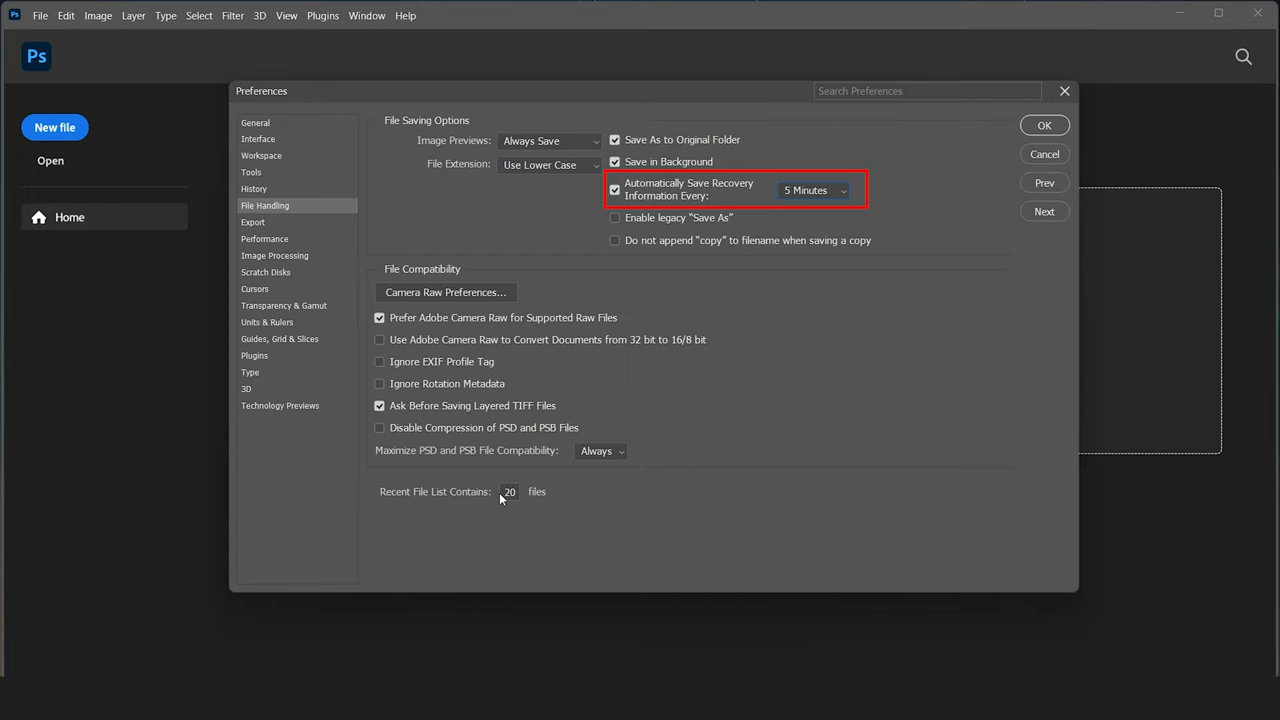 Ps File Edit Image Layer Type Select Filter 3D View Plugins Window Help
Ps
New file
Open
Home
Preferences
Search Preferences
General
Interface
Workspace
Tools
History
File Handling
Export
Performance
Image Processing
Scratch Disks
Cursors
Transparency & Gamut
Units & Rulers
Guides, Grid & Slices
Plugins
Type
3D
Technology Previews
File Saving Options
Image Previews: Always Save
File Extension: Use Lower Case
Save As to Original Folder
Save in Background
Automatically Save Recovery
Information Every:
5 Minutes
Enable legacy “Save As”
Do not append “copy” to filename when saving a copy
File Compatibility
Camera Raw Preferences...
Prefer Adobe Camera Raw for Supported Raw Files
Use Adobe Camera Raw to Convert Documents from 32 bit to 16/8 bit
Ignore EXIF Profile Tag
Ignore Rotation Metadata
Ask Before Saving Layered TIFF Files
Disable Compression of PSD and PSB Files
Maximize PSD and PSB File Compatibility: Always
Recent File List Contains: 20 files
OK
Cancel
Prev
Next